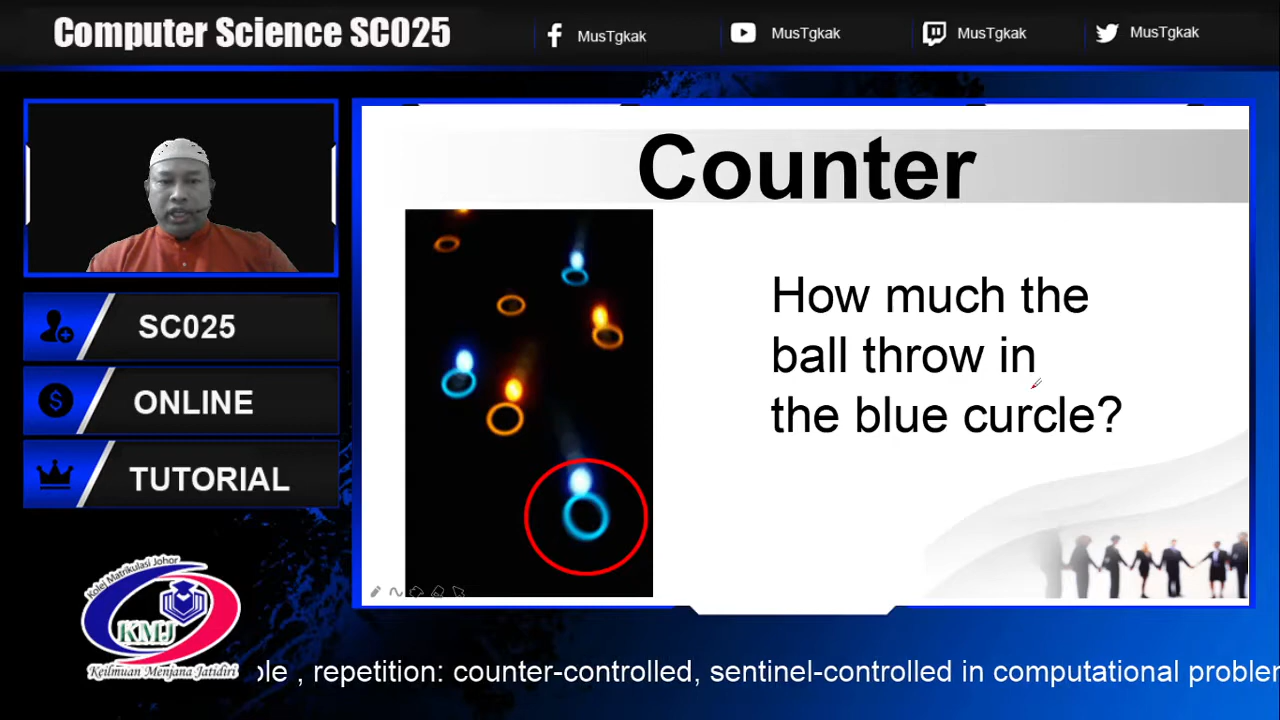 Computer Science SC025
MusTgkak
MusTgkak
MusTgkak
MusTgkak
Counter
How much the
ball throw in
the blue curcle?
SC025
ONLINE
TUTORIAL
Kolej Matrikulasi Johor
KMJ
Keilmuan Menjana Jatidiri
ole , repetition: counter-controlled, sentinel-controlled in computational probler